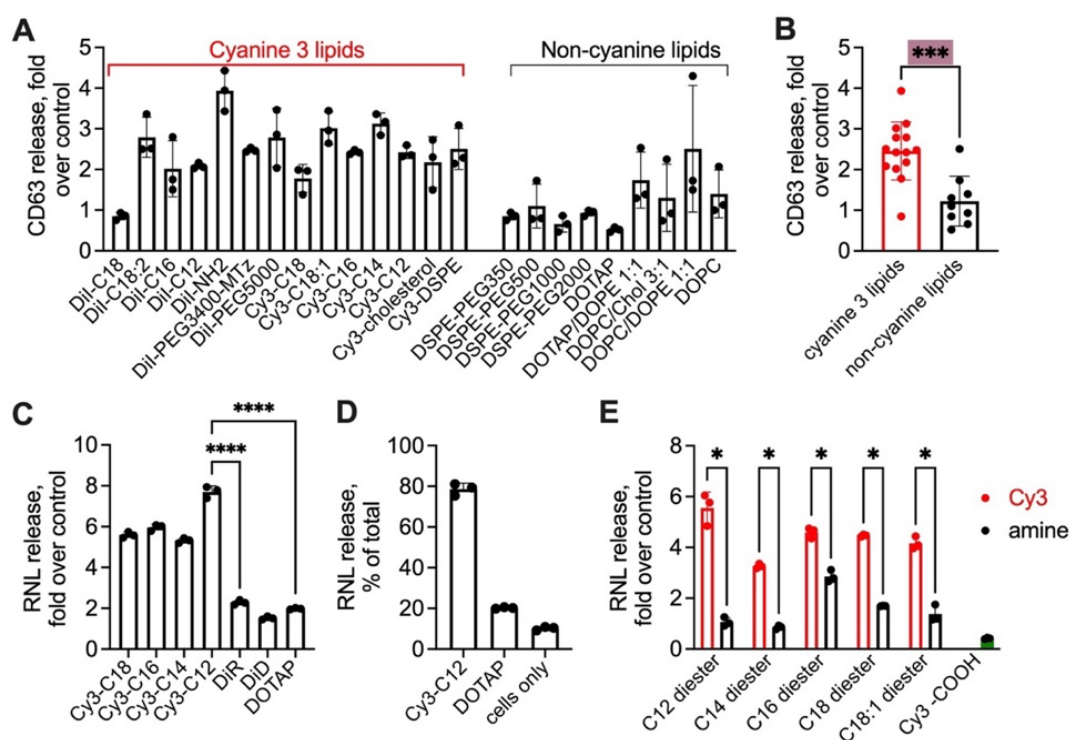 A
Cyanine 3 lipids
Non-cyanine lipids
CD63 release, fold
over control
5
4
3
2
1
0
DiI-C18
DiI-C18:2
DiI-C16
DiI-C12
DiI-NH2
DiI-PEG3400-MTz
DiI-PEG5000
Cy3-C18
Cy3-C18:1
Cy3-C16
Cy3-C14
Cy3-C12
Cy3-cholesterol
Cy3-DSPE
DSPE-PEG350
DSPE-PEG500
DSPE-PEG1000
DSPE-PEG2000
DOTAP
DOTAP/DOPE 1:1
DOPC/Chol 3:1
DOPC/DOPE 1:1
DOPC
B
***
CD63 release, fold
over control
5
4
3
2
1
0
cyanine 3 lipids
non-cyanine lipids
C
****
****
RNL release,
fold over control
10
8
6
4
2
0
Cy3-C18
Cy3-C16
Cy3-C14
Cy3-C12
DiR
DiD
DOTAP
D
RNL release,
% of total
100
80
60
40
20
0
Cy3-C12
DOTAP
cells only
E
* * * * *
RNL release,
fold over control
8
6
4
2
0
C12 diester
C14 diester
C16 diester
C18 diester
C18:1 diester
Cy3 -COOH
Cy3
amine